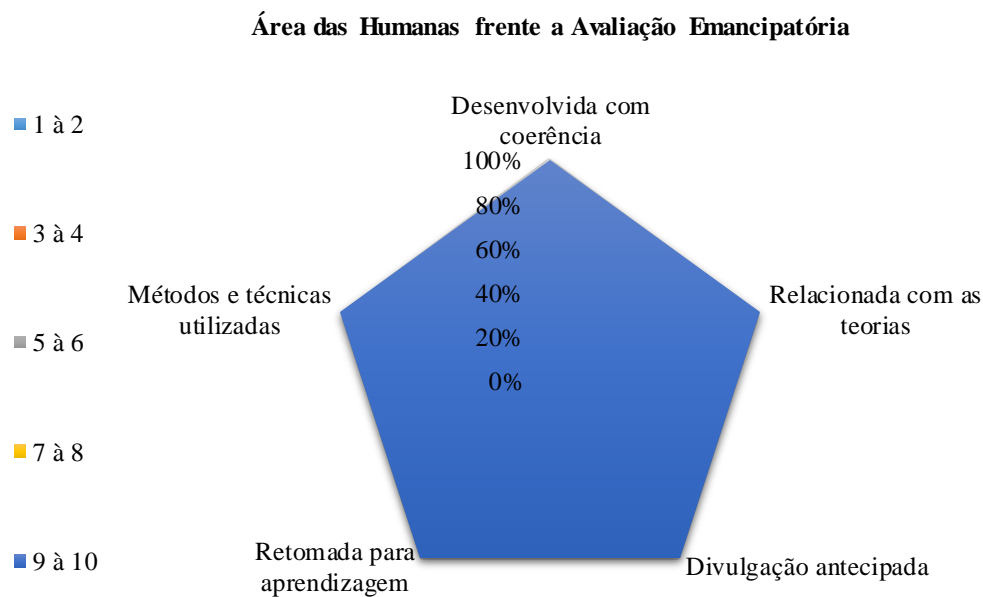 Área das Humanas frente a Avaliação Emancipatória
1 à 2
3 à 4
5 à 6
7 à 8
9 à 10
Desenvolvida com
coerência
100%
80%
60%
40%
20%
0%
Relacionada com as
teorias
Divulgação antecipada
Retomada para
aprendizagem
Métodos e técnicas
utilizadas